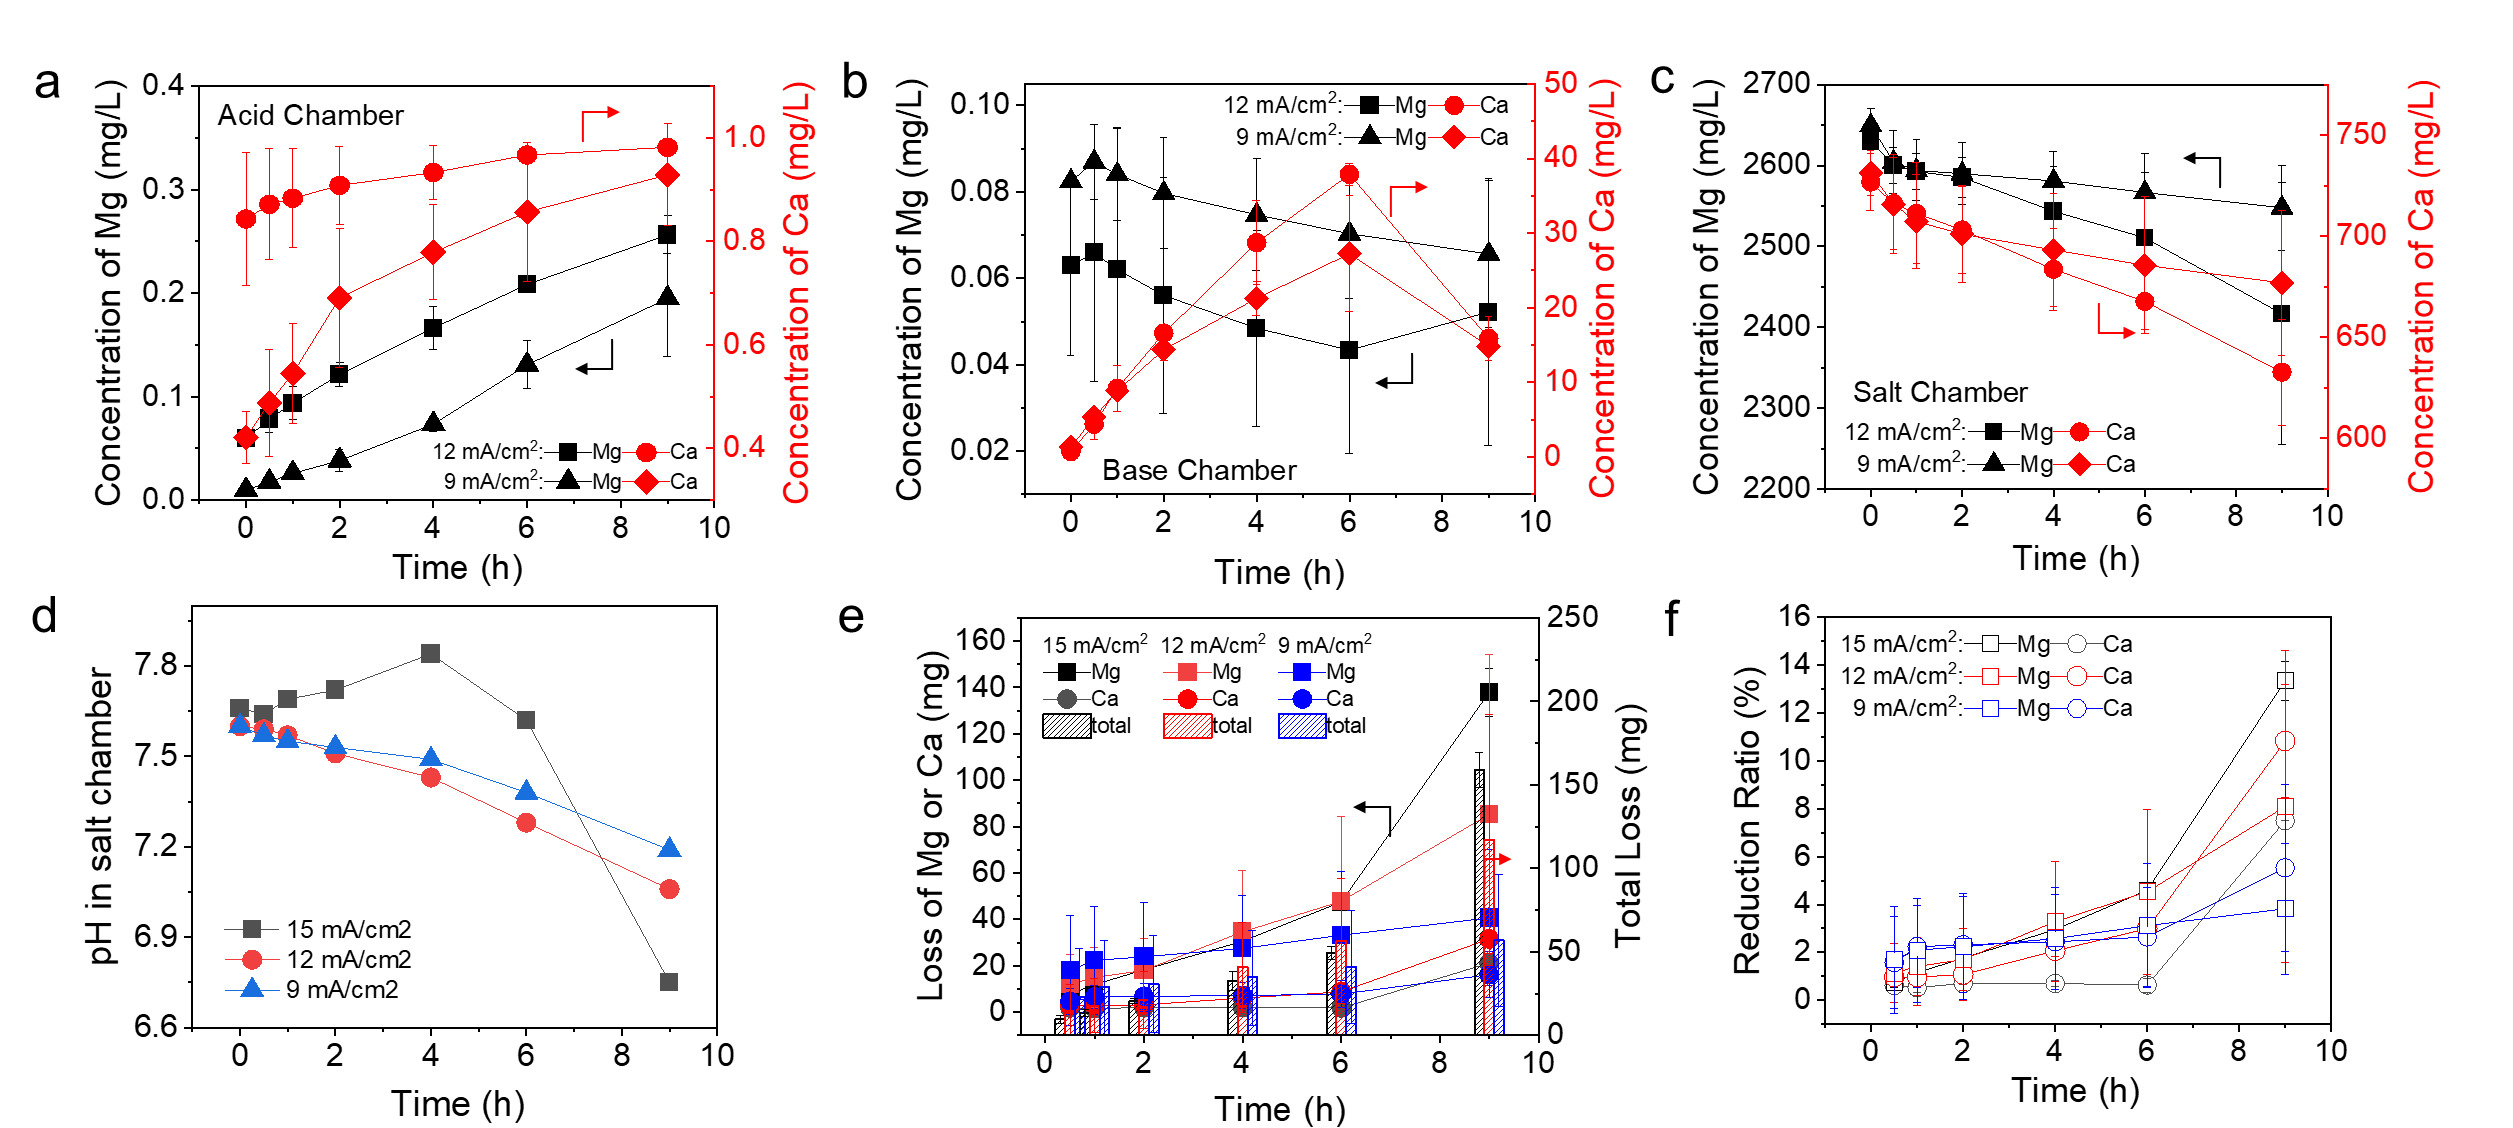 a
Concentration of Mg (mg/L)
0.4
0.3
0.2
0.1
0.0
Acid Chamber
12 mA/cm²: Mg Ca
9 mA/cm²: Mg Ca
1.0
0.8
0.6
0.4
Concentration of Ca (mg/L)
0 2 4 6 8 10
Time (h)
b
Concentration of Mg (mg/L)
0.10
0.08
0.06
0.04
0.02
12 mA/cm²: Mg Ca
9 mA/cm²: Mg Ca
Base Chamber
50
40
30
20
10
0
Concentration of Ca (mg/L)
0 2 4 6 8 10
Time (h)
c
Concentration of Mg (mg/L)
2700
2600
2500
2400
2300
2200
Salt Chamber
12 mA/cm²: Mg Ca
9 mA/cm²: Mg Ca
750
700
650
600
Concentration of Ca (mg/L)
0 2 4 6 8 10
Time (h)
d
pH in salt chamber
7.8
7.5
7.2
6.9
6.6
15 mA/cm2
12 mA/cm2
9 mA/cm2
0 2 4 6 8 10
Time (h)
e
Loss of Mg or Ca (mg)
160
140
120
100
80
60
40
20
0
15 mA/cm² 12 mA/cm² 9 mA/cm²
Mg Mg Mg
Ca Ca Ca
total total total
250
200
150
100
50
0
Total Loss (mg)
0 2 4 6 8 10
Time (h)
f
Reduction Ratio (%)
16
14
12
10
8
6
4
2
0
15 mA/cm²: Mg Ca
12 mA/cm²: Mg Ca
9 mA/cm²: Mg Ca
0 2 4 6 8 10
Time (h)